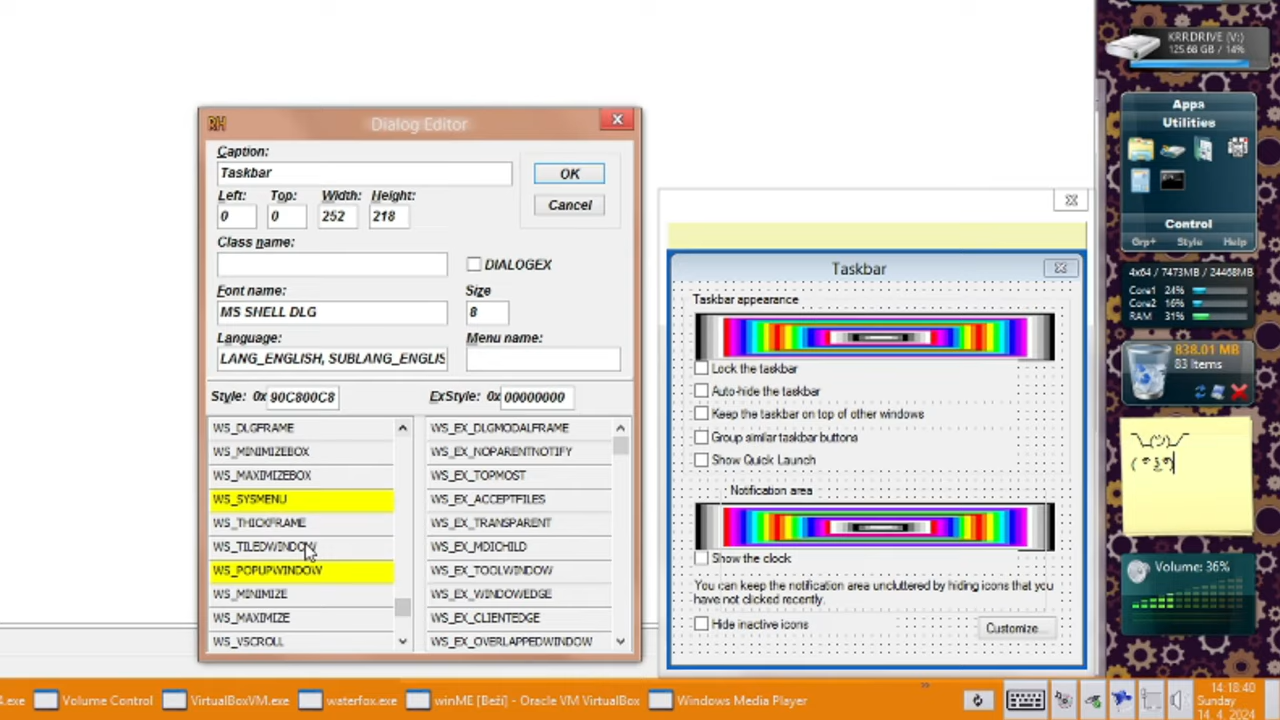 KRRDRIVE (V:)
125.68 GB / 14%
Apps
Utilities
Control
Grp+ Style Help
4x64 / 7473MB / 24468MB
Core1 24%
Core2 16%
RAM 31%
838.01 MB
83 items
Volume: 36%
Dialog Editor
Caption:
Taskbar
OK
Cancel
Left: Top: Width: Height:
0 0 252 218
Class name:
DIALOGEX
Font name: Size
MS SHELL DLG 8
Language: Menu name:
LANG_ENGLISH, SUBLANG_ENGLIS
Style: 0x 90C800C8 ExStyle: 0x 00000000
WS_DLGFRAME WS_EX_DLGMODALFRAME
WS_MINIMIZEBOX WS_EX_NOPARENTNOTIFY
WS_MAXIMIZEBOX WS_EX_TOPMOST
WS_SYSMENU WS_EX_ACCEPTFILES
WS_THICKFRAME WS_EX_TRANSPARENT
WS_TILEDWINDOW WS_EX_MDICHILD
WS_POPUPWINDOW WS_EX_TOOLWINDOW
WS_MINIMIZE WS_EX_WINDOWEDGE
WS_MAXIMIZE WS_EX_CLIENTEDGE
WS_VSCROLL WS_EX_OVERLAPPEDWINDOW
Taskbar
Taskbar appearance
Lock the taskbar
Auto-hide the taskbar
Keep the taskbar on top of other windows
Group similar taskbar buttons
Show Quick Launch
Notification area
Show the clock
You can keep the notification area uncluttered by hiding icons that you
have not clicked recently.
Hide inactive icons
Customize...
4.exe Volume Control VirtualBoxVM.exe waterfox.exe winME [Beží] - Oracle VM VirtualBox Windows Media Player
14:18:40
Sunday
14. 4. 2024